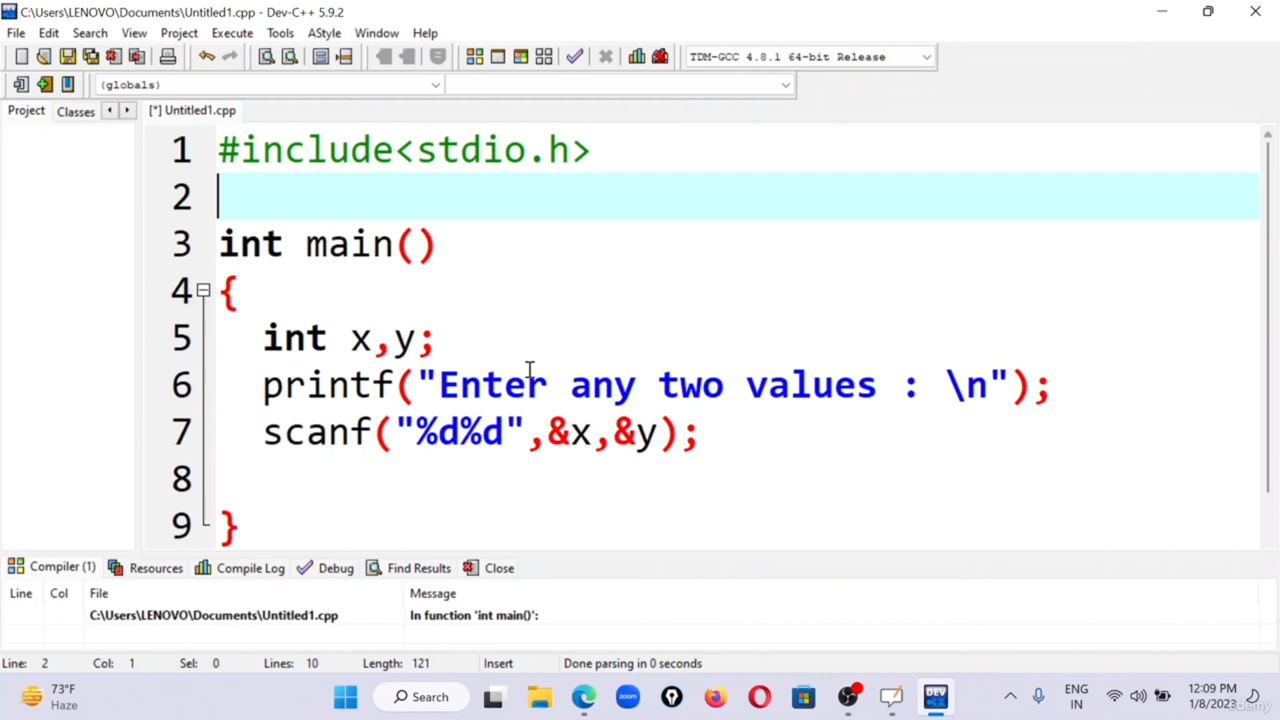 C:\Users\LENOVO\Documents\Untitled1.cpp - Dev-C++ 5.9.2
File Edit Search View Project Execute Tools AStyle Window Help
TDM-GCC 4.8.1 64-bit Release
(globals)
Project Classes [*] Untitled1.cpp
1 #include<stdio.h>
2
3 int main()
4 {
5 int x,y;
6 printf("Enter any two values : \n");
7 scanf("%d%d",&x,&y);
8
9 }
Compiler (1) Resources Compile Log Debug Find Results Close
Line Col File Message
C:\Users\LENOVO\Documents\Untitled1.cpp In function 'int main()':
Line: 2 Col: 1 Sel: 0 Lines: 10 Length: 121 Insert Done parsing in 0 seconds
73°F
Haze
Search
zoom
DEV
ENG
IN
12:09 PM
1/8/2023